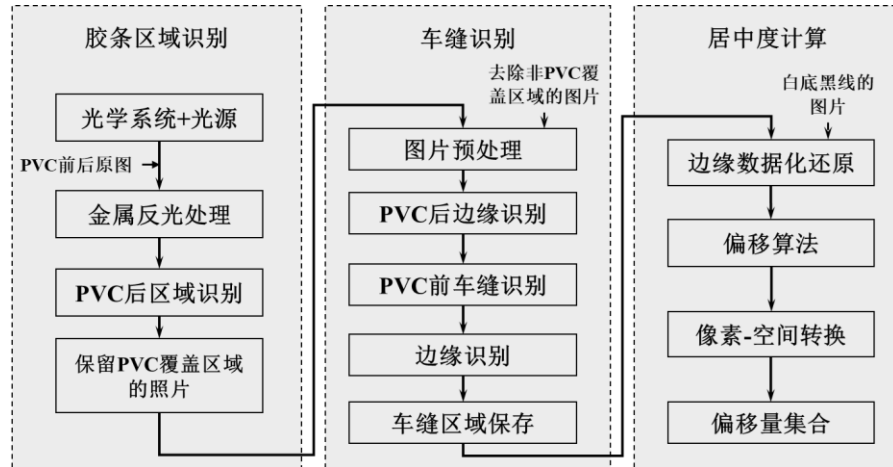 胶条区域识别
光学系统+光源
PVC前后原图
金属反光处理
PVC后区域识别
保留PVC覆盖区域
的照片
车缝识别
去除非PVC覆
盖区域的图片
图片预处理
PVC后边缘识别
PVC前车缝识别
边缘识别
车缝区域保存
居中度计算
白底黑线的
图片
边缘数据化还原
偏移算法
像素-空间转换
偏移量集合